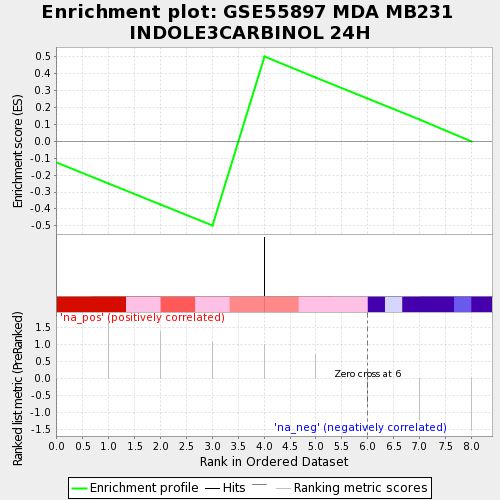 Enrichment plot: GSE55897 MDA MB231
INDOLE3CARBINOL 24H
Enrichment score (ES)
0.5
0.4
0.3
0.2
0.1
0.0
-0.1
-0.2
-0.3
-0.4
-0.5
Ranked list metric (PreRanked)
1.5
1.0
0.5
0.0
-0.5
-1.0
-1.5
'na_pos' (positively correlated)
Zero cross at 6
'na_neg' (negatively correlated)
0.0 0.5 1.0 1.5 2.0 2.5 3.0 3.5 4.0 4.5 5.0 5.5 6.0 6.5 7.0 7.5 8.0
Rank in Ordered Dataset
Enrichment profile Hits Ranking metric scores